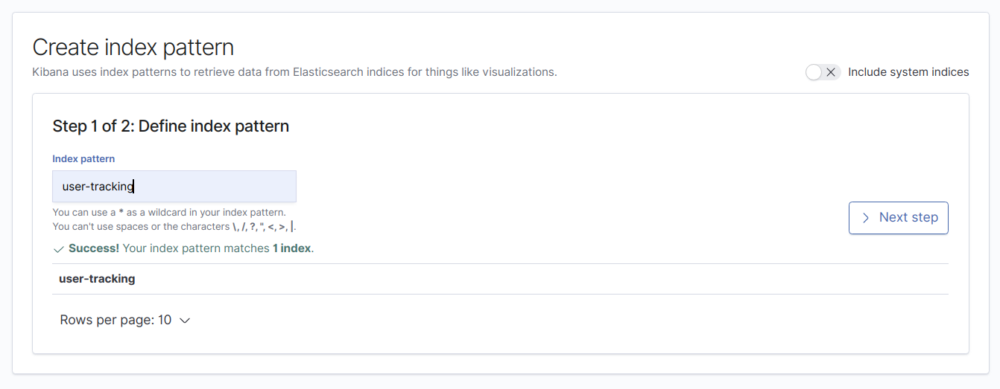 Create index pattern
Kibana uses index patterns to retrieve data from Elasticsearch indices for things like visualizations.
Include system indices
Step 1 of 2: Define index pattern
Index pattern
user-tracking
You can use a * as a wildcard in your index pattern.
You can't use spaces or the characters \, /, ?, ", <, >, |.
Next step
Success! Your index pattern matches 1 index.
user-tracking
Rows per page: 10